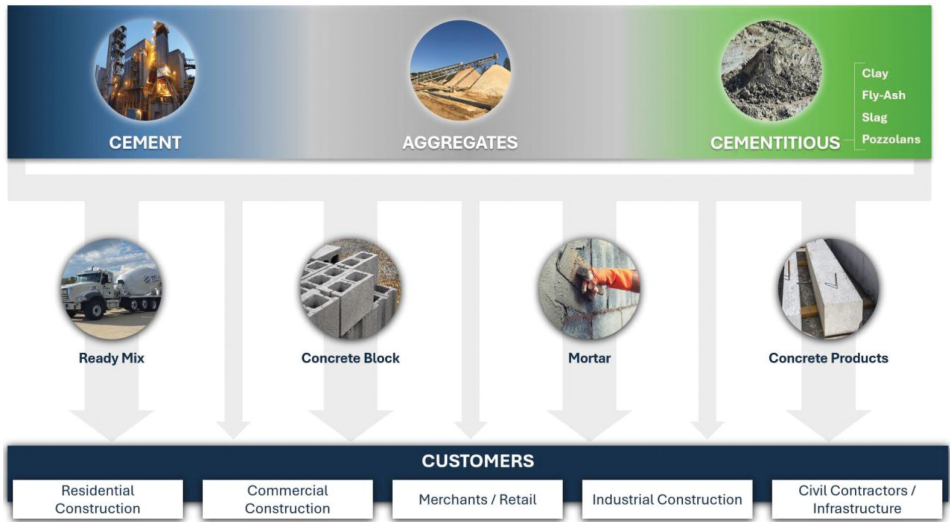 Clay
Fly-Ash
Slag
Pozzolans
CEMENT
AGGREGATES
CEMENTITIOUS
Ready Mix
Concrete Block
Mortar
Concrete Products
CUSTOMERS
Residential
Construction
Commercial
Construction
Merchants / Retail
Industrial Construction
Civil Contractors /
Infrastructure